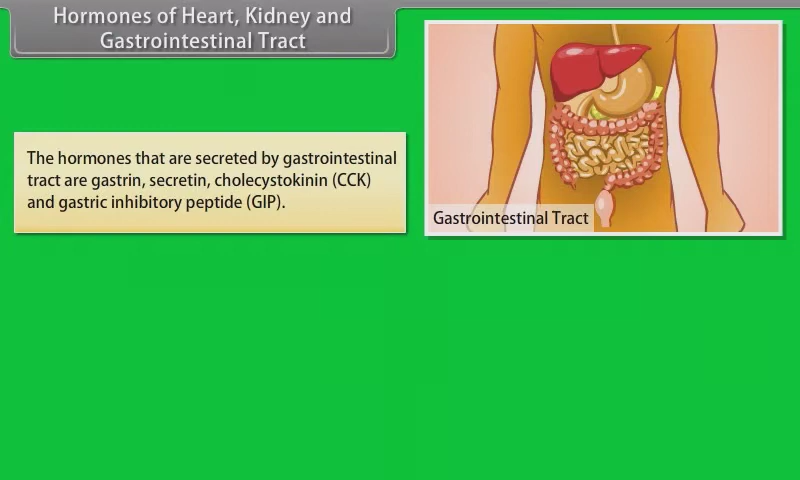 Hormones of Heart, Kidney and
Gastrointestinal Tract
The hormones that are secreted by gastrointestinal
tract are gastrin, secretin, cholecystokinin (CCK)
and gastric inhibitory peptide (GIP).
Gastrointestinal Tract